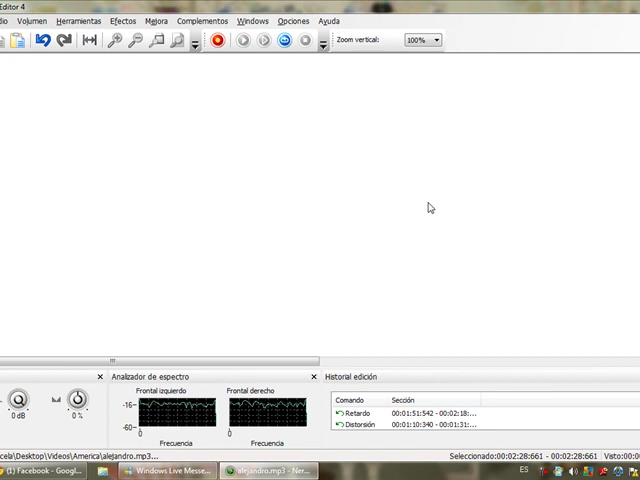 Editor 4
dio Volumen Herramientas Efectos Mejora Complementos Windows Opciones Ayuda
Zoom vertical: 100%
Analizador de espectro Historial edición
Frontal izquierdo Frontal derecho
Comando Sección
-16
Retardo 00:01:51:542 - 00:02:18:...
0 dB 0 %
-60
Distorsión 00:01:10:340 - 00:01:31:...
0 0
Frecuencia Frecuencia
cela\Desktop\Videos\America\alejandro.mp3... Seleccionado:00:02:28:661 - 00:02:28:661 Visto:00:0
(1) Facebook - Googl... Windows Live Messe... alejandro.mp3 - Ner... ES